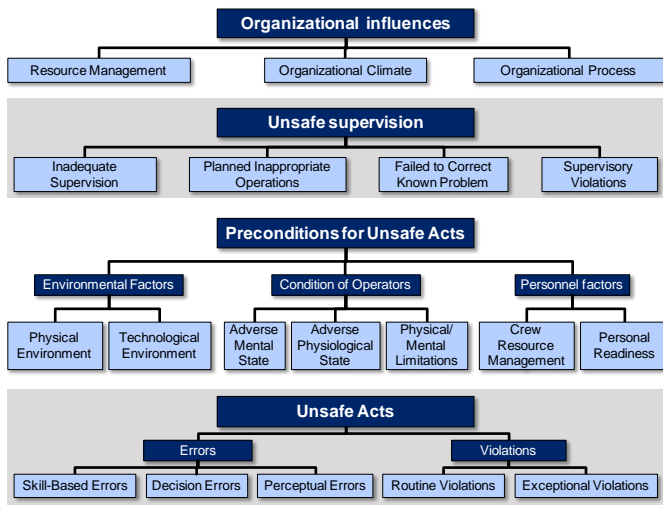 Organizational influences
Resource Management
Organizational Climate
Organizational Process
Unsafe supervision
Inadequate
Supervision
Planned Inappropriate
Operations
Failed to Correct
Known Problem
Supervisory
Violations
Preconditions for Unsafe Acts
Environmental Factors
Condition of Operators
Personnel factors
Physical
Environment
Technological
Environment
Adverse
Mental
State
Adverse
Physiological
State
Physical/
Mental
Limitations
Crew
Resource
Management
Personal
Readiness
Unsafe Acts
Errors
Violations
Skill-Based Errors
Decision Errors
Perceptual Errors
Routine Violations
Exceptional Violations